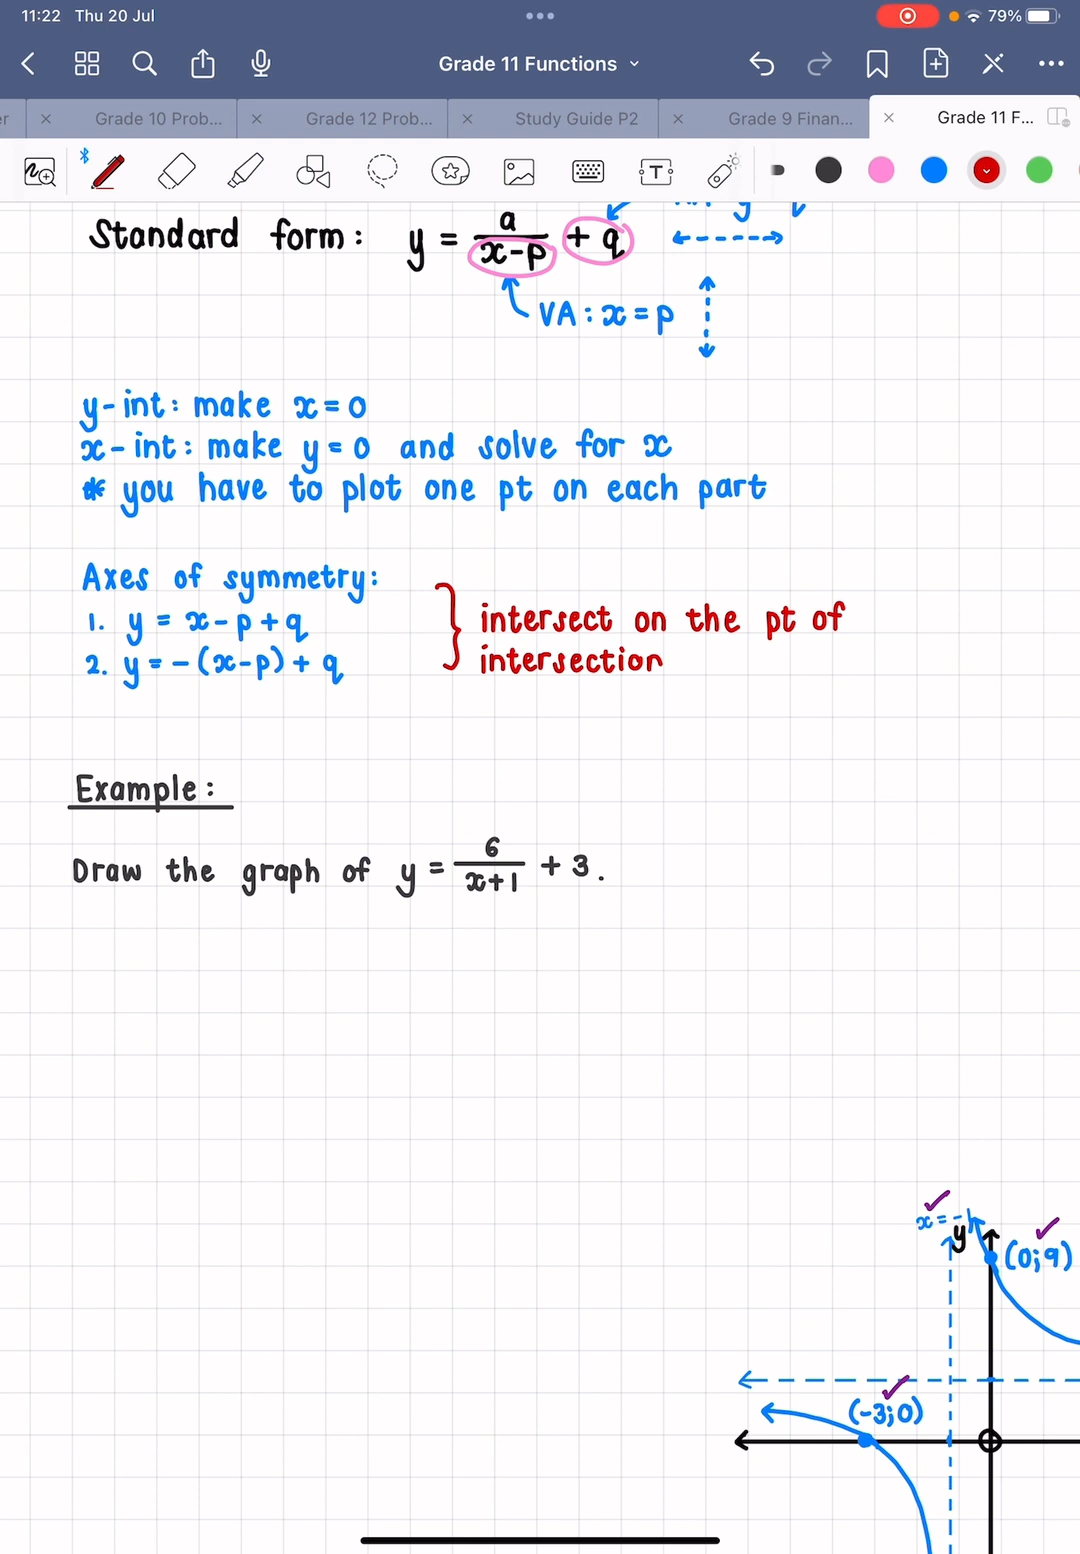 11:22 Thu 20 Jul
79%
Grade 11 Functions
Grade 10 Prob... Grade 12 Prob... Study Guide P2 Grade 9 Finan... Grade 11 F...
Standard form: y = a/(x-p) + q
VA: x = p
y-int: make x = 0
x-int: make y = 0 and solve for x
* you have to plot one pt on each part
Axes of symmetry:
1. y = x - p + q
2. y = -(x-p) + q
intersect on the pt of
intersection
Example:
Draw the graph of y = 6/(x+1) + 3.
x = -1
y
(0;9)
(-3;0)